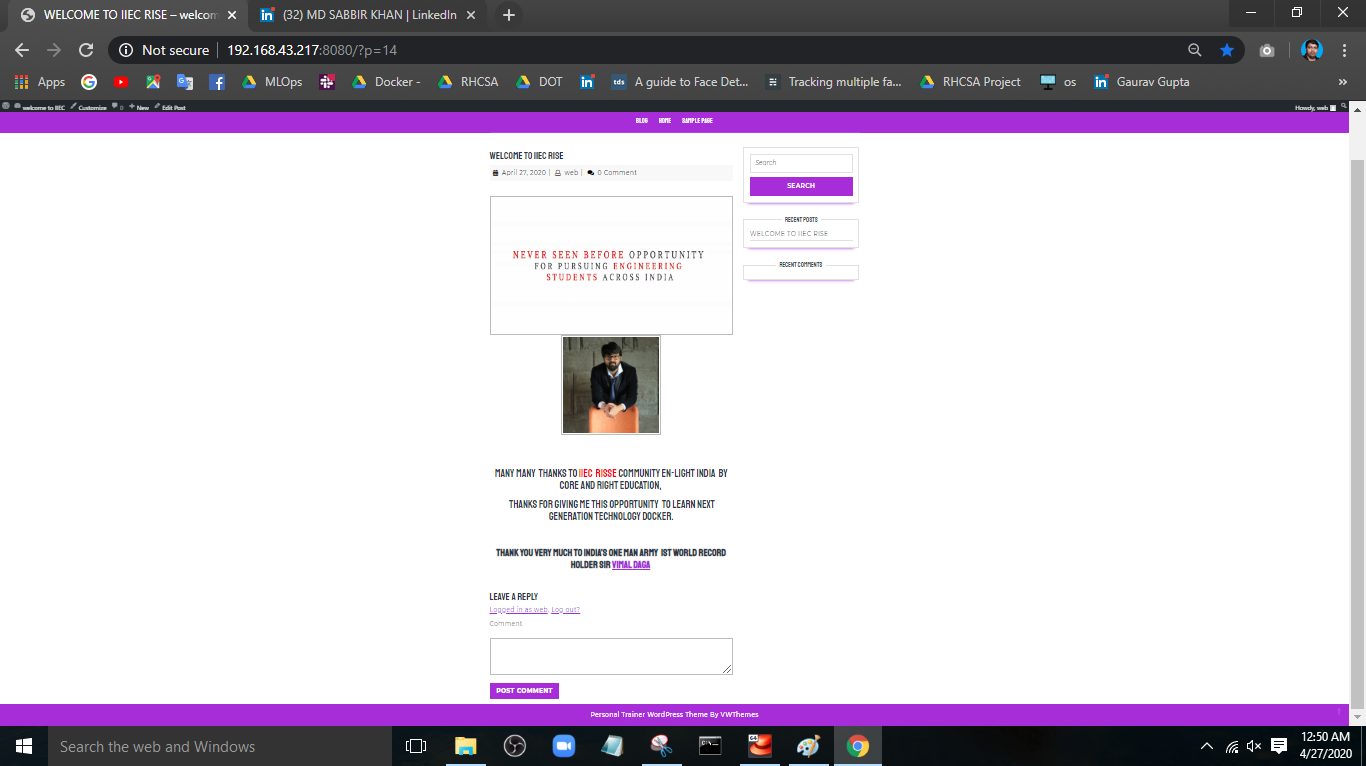 WELCOME TO IIEC RISE – welcom
(32) MD SABBIR KHAN | LinkedIn
Not secure
192.168.43.217:8080/?p=14
Apps
MLOps
Docker -
RHCSA
DOT
tds
A guide to Face Det...
Tracking multiple fa...
RHCSA Project
os
Gaurav Gupta
»
welcome to IIEC
Customize
0
New
Edit Post
Howdy, web
BLOG
HOME
SAMPLE PAGE
WELCOME TO IIEC RISE
April 27, 2020 | web | 0 Comment
NEVER SEEN BEFORE OPPORTUNITY
FOR PURSUING ENGINEERING
STUDENTS ACROSS INDIA
MANY MANY THANKS TO IIEC RISSE COMMUNITY EN-LIGHT INDIA BY
CORE AND RIGHT EDUCATION,
THANKS FOR GIVING ME THIS OPPORTUNITY TO LEARN NEXT
GENERATION TECHNOLOGY DOCKER.
THANK YOU VERY MUCH TO INDIA'S ONE MAN ARMY 1ST WORLD RECORD
HOLDER SIR VIMAL DAGA
LEAVE A REPLY
Logged in as web. Log out?
Comment
POST COMMENT
Search
SEARCH
RECENT POSTS
WELCOME TO IIEC RISE
RECENT COMMENTS
Personal Trainer WordPress Theme By VWThemes
Search the web and Windows
12:50 AM
4/27/2020